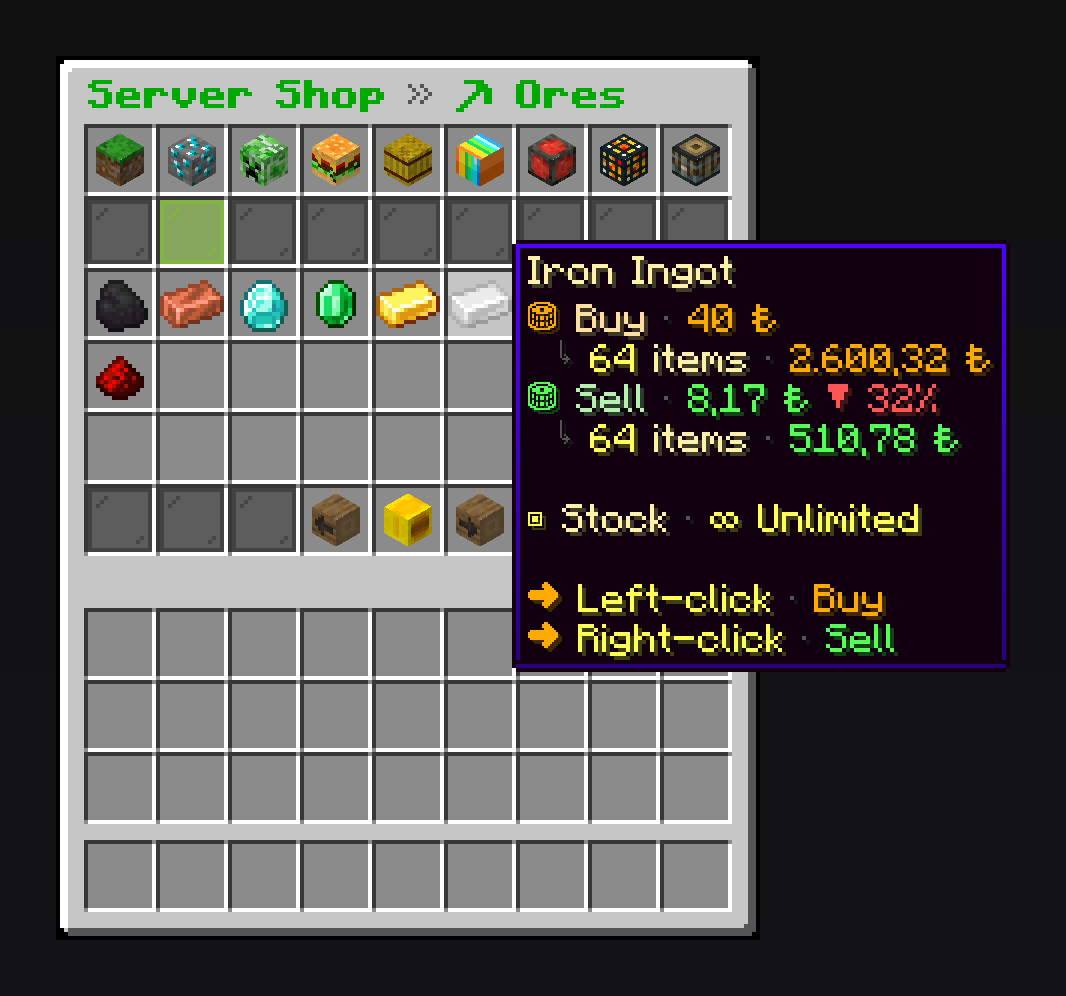 Server Shop » ↗ Ores
Iron Ingot
Buy · 40 ₺
↳ 64 items · 2.600,32 ₺
Sell · 8,17 ₺ ▼ 32%
↳ 64 items · 510,78 ₺
Stock · ∞ Unlimited
➡ Left-click · Buy
➡ Right-click · Sell